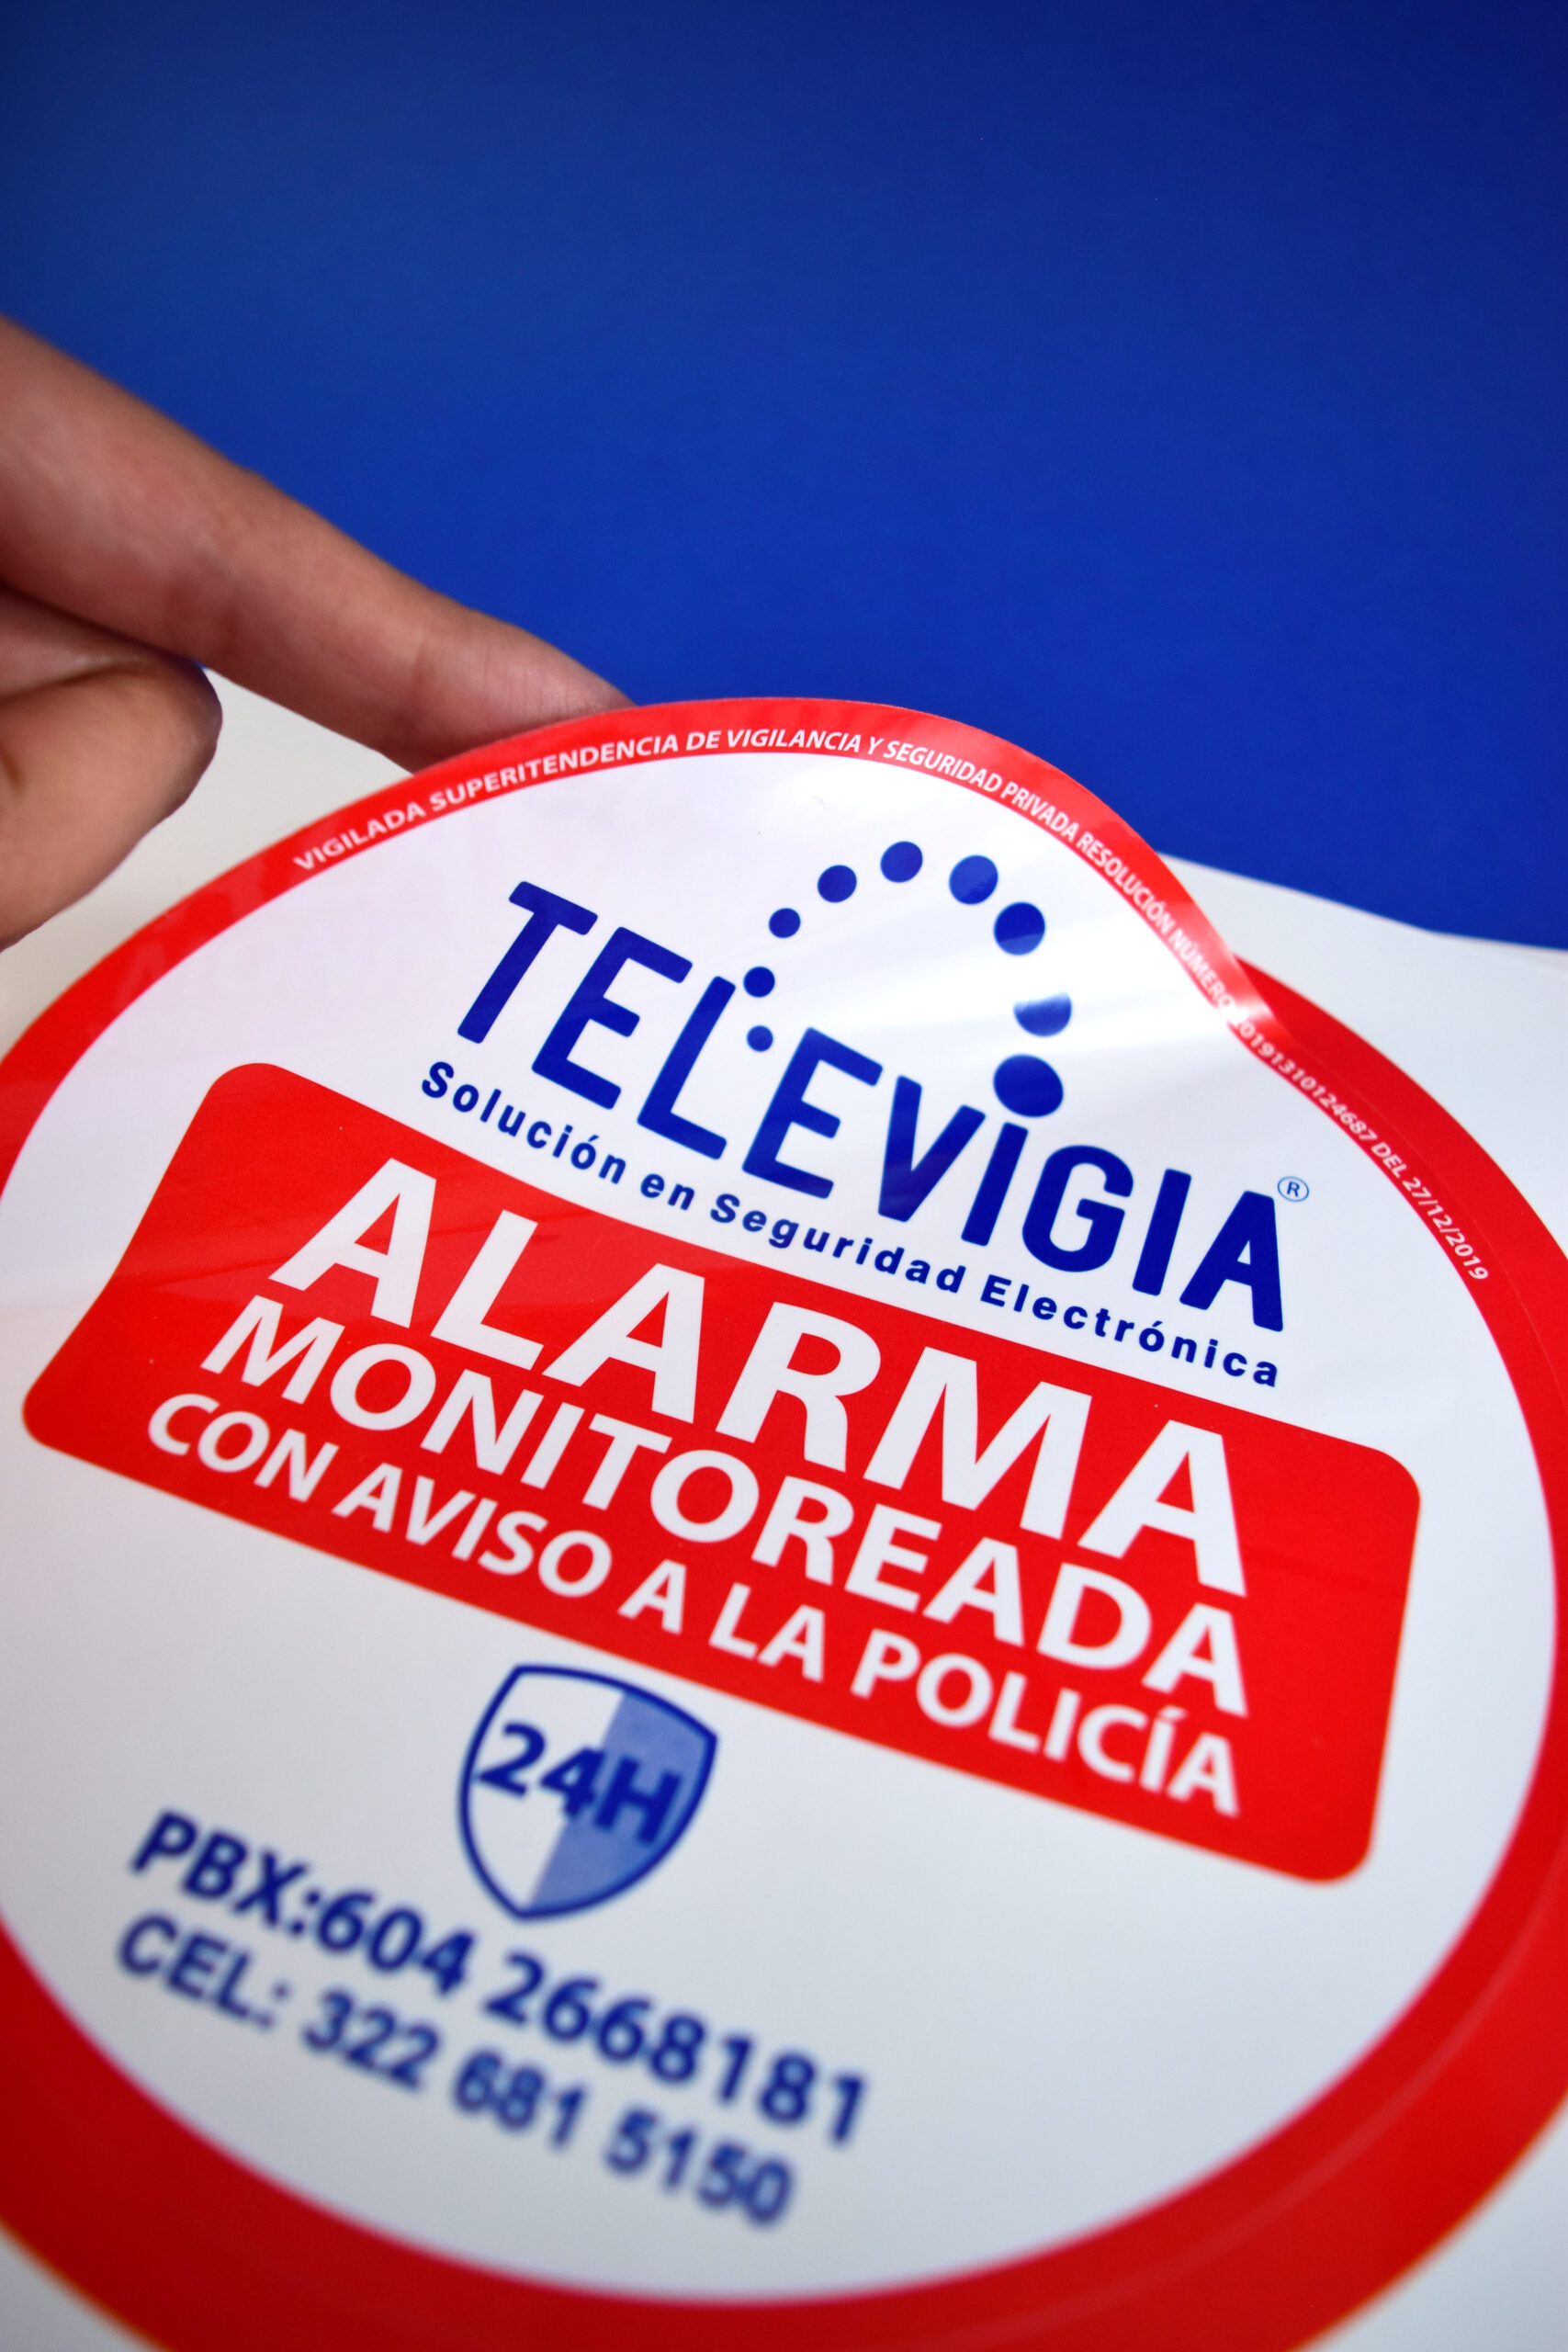 VIGILADA SUPERITENDENCIA DE VIGILANCIA Y SEGURIDAD PRIVADA RESOLUCIÓN NÚMERO 20191310124687 DEL 27/12/2019
TELEVIGIA®
Solución en Seguridad Electrónica
ALARMA
MONITOREADA
CON AVISO A LA POLICÍA
24H
PBX:604 2668181
CEL: 322 681 5150